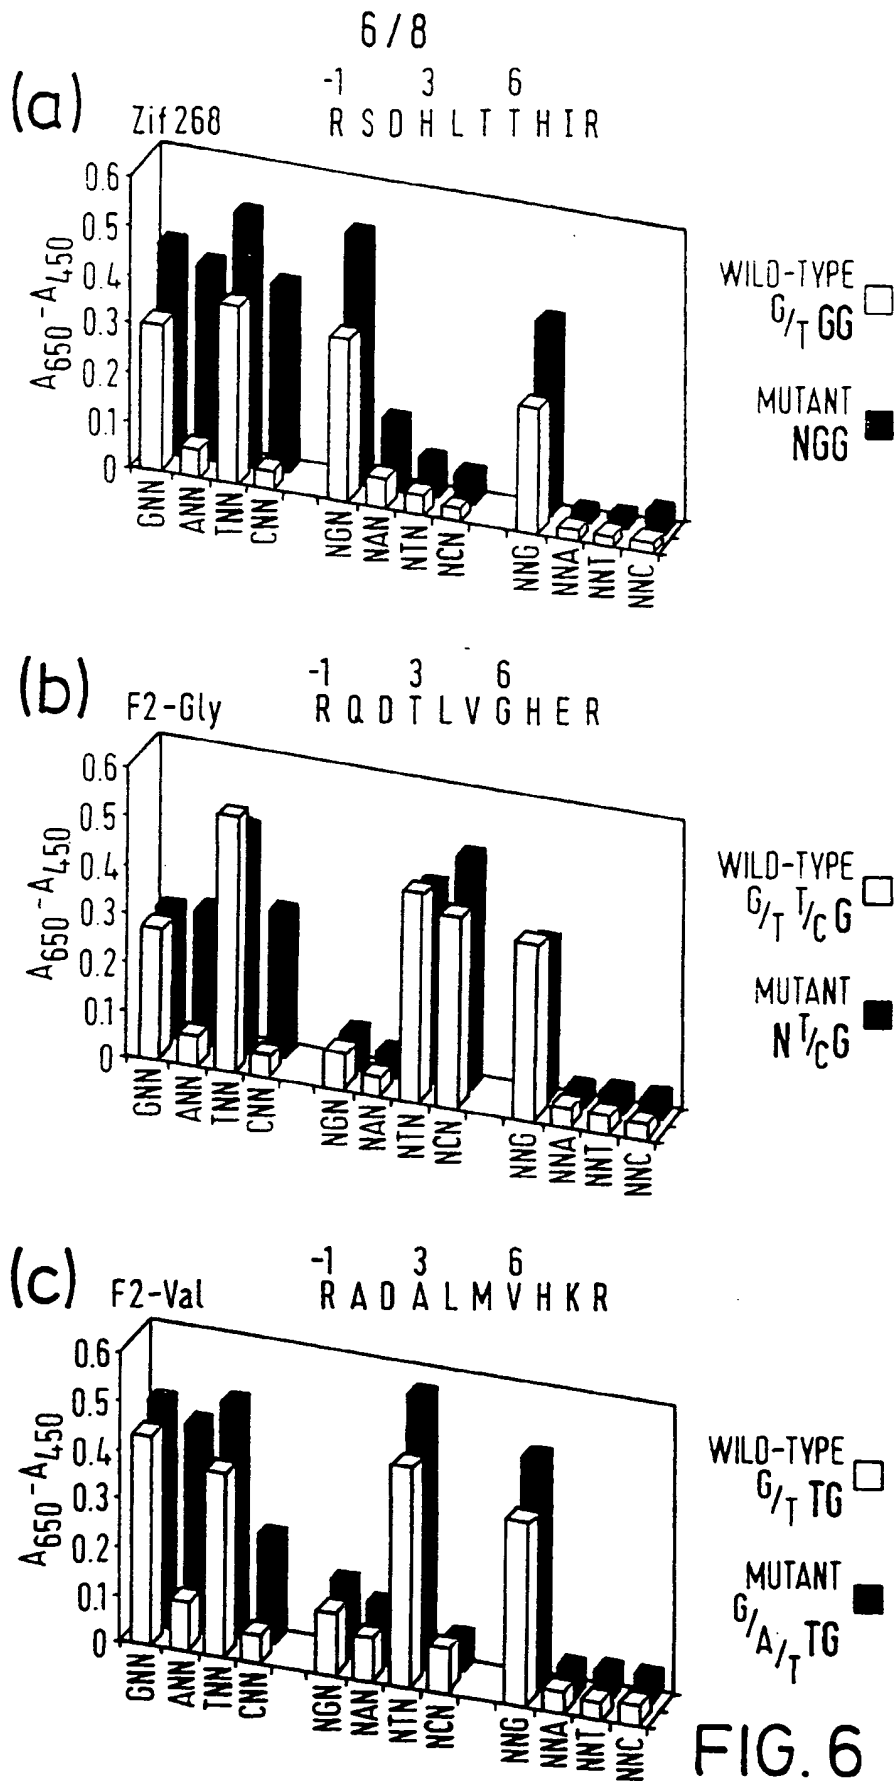 6/8
(a)
Zif268
-1 3 6
R S D H L T T H I R
0.6
0.5
0.4
0.3
0.2
0.1
0
A650-A450
GNN ANN TNN CNN NGN NAN NTN NCN NNG NNA NNT NNC
WILD-TYPE
G/T GG
MUTANT
NGG
(b)
F2-Gly
-1 3 6
R Q D T L V G H E R
0.6
0.5
0.4
0.3
0.2
0.1
0
A650-A450
GNN ANN TNN CNN NGN NAN NTN NCN NNG NNA NNT NNC
WILD-TYPE
G/T T/C G
MUTANT
N T/C G
(c)
F2-Val
-1 3 6
R A D A L M V H K R
0.6
0.5
0.4
0.3
0.2
0.1
0
A650-A450
GNN ANN TNN CNN NGN NAN NTN NCN NNG NNA NNT NNC
WILD-TYPE
G/T TG
MUTANT
G/A/T TG
FIG. 6